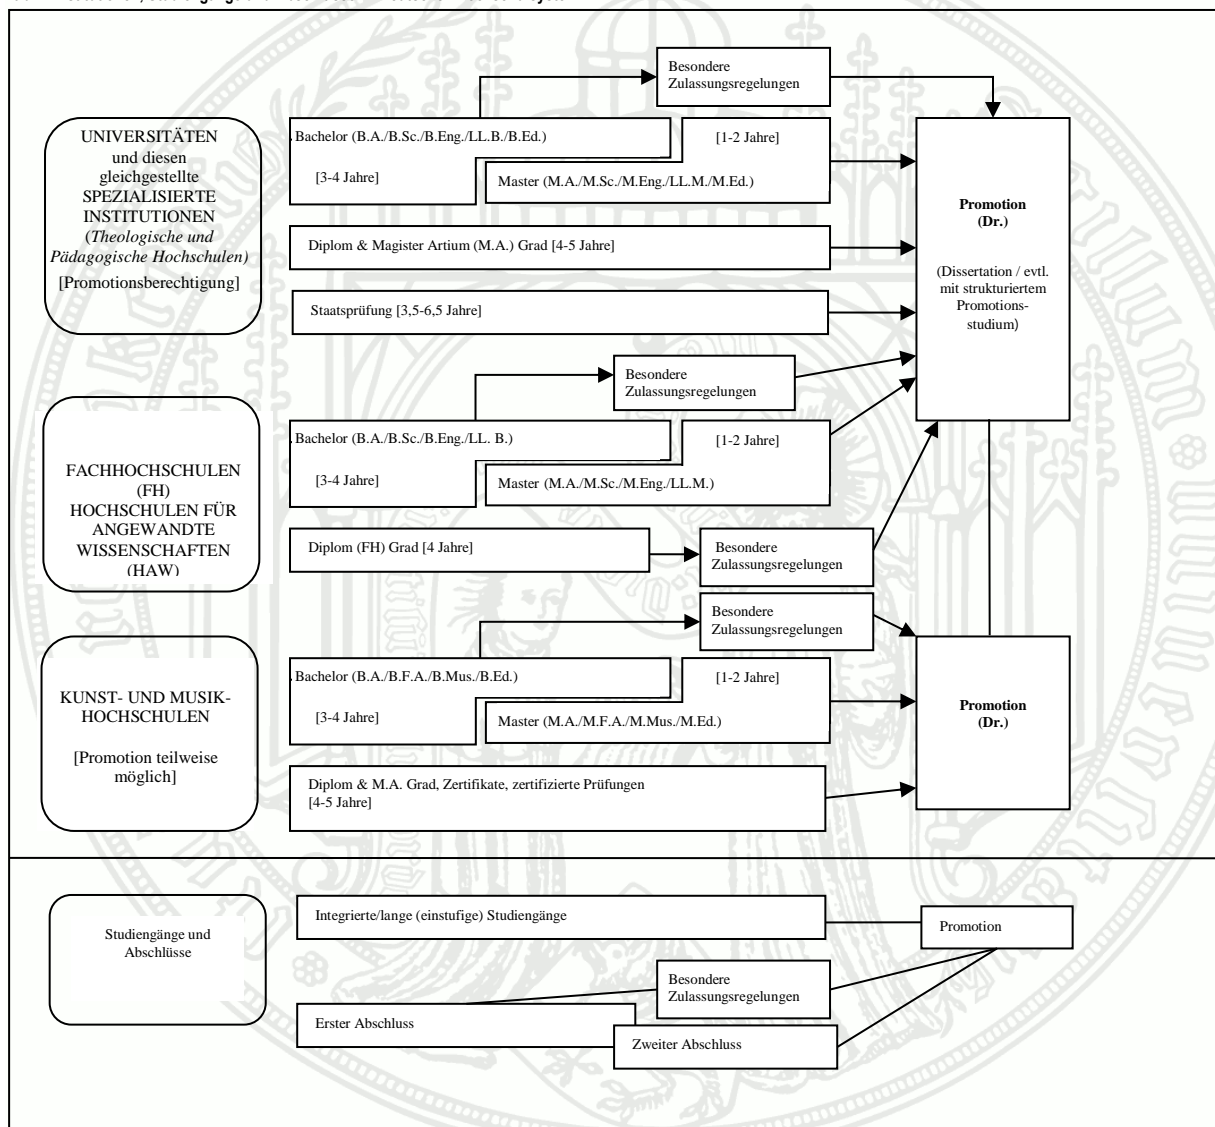 Besondere
Zulassungsregelungen
UNIVERSITÄTEN
und diesen
gleichgestellte
SPEZIALISIERTE
INSTITUTIONEN
(Theologische und
Pädagogische Hochschulen)
[Promotionsberechtigung]
Bachelor (B.A./B.Sc./B.Eng./LL.B./B.Ed.)
[1-2 Jahre]
[3-4 Jahre]
Master (M.A./M.Sc./M.Eng./LL.M./M.Ed.)
Diplom & Magister Artium (M.A.) Grad [4-5 Jahre]
Staatsprüfung [3,5-6,5 Jahre]
Promotion
(Dr.)
(Dissertation / evtl.
mit strukturiertem
Promotions-
studium)
Besondere
Zulassungsregelungen
FACHHOCHSCHULEN
(FH)
HOCHSCHULEN FÜR
ANGEWANDTE
WISSENSCHAFTEN
(HAW)
Bachelor (B.A./B.Sc./B.Eng./LL. B.)
[1-2 Jahre]
[3-4 Jahre]
Master (M.A./M.Sc./M.Eng./LL.M.)
Diplom (FH) Grad [4 Jahre]
Besondere
Zulassungsregelungen
Besondere
Zulassungsregelungen
KUNST- UND MUSIK-
HOCHSCHULEN
[Promotion teilweise
möglich]
Bachelor (B.A./B.F.A./B.Mus./B.Ed.)
[1-2 Jahre]
[3-4 Jahre]
Master (M.A./M.F.A./M.Mus./M.Ed.)
Diplom & M.A. Grad, Zertifikate, zertifizierte Prüfungen
[4-5 Jahre]
Promotion
(Dr.)
Studiengänge und
Abschlüsse
Integrierte/lange (einstufige) Studiengänge
Promotion
Besondere
Zulassungsregelungen
Erster Abschluss
Zweiter Abschluss